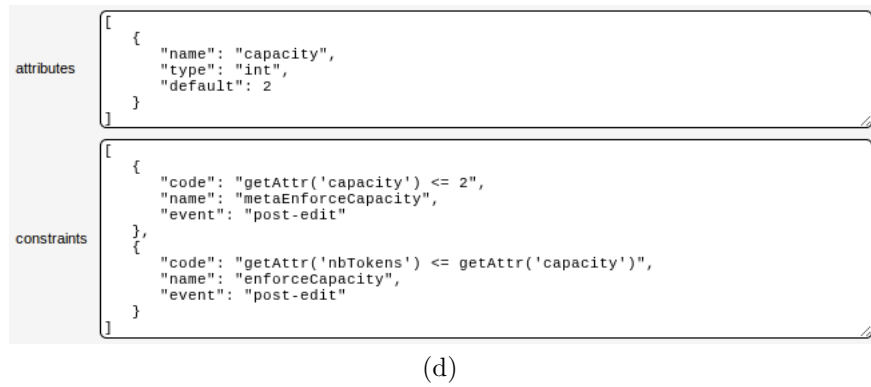 attributes
[
   {
      "name": "capacity",
      "type": "int",
      "default": 2
   }
]
constraints
[
   {
      "code": "getAttr('capacity') <= 2",
      "name": "metaEnforceCapacity",
      "event": "post-edit"
   },
   {
      "code": "getAttr('nbTokens') <= getAttr('capacity')",
      "name": "enforceCapacity",
      "event": "post-edit"
   }
]
(d)